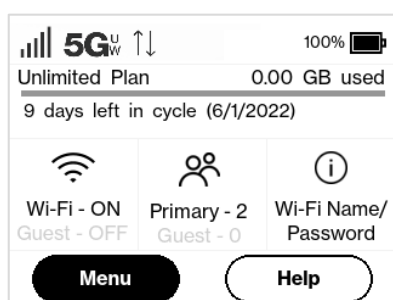 5G UW 100%
Unlimited Plan 0.00 GB used
9 days left in cycle (6/1/2022)
Wi-Fi - ON Primary - 2 Wi-Fi Name/
Guest - OFF Guest - 0 Password
Menu Help